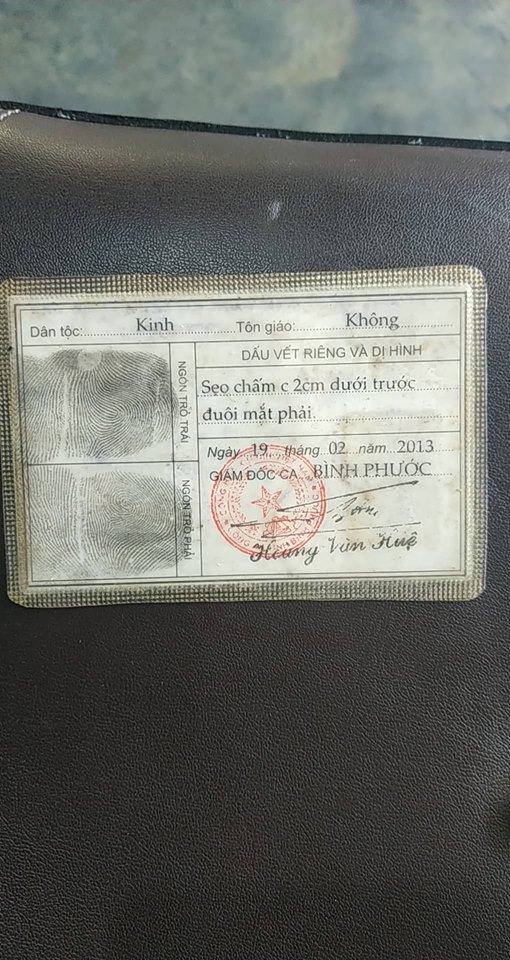 Dân tộc: Kinh Tôn giáo: Không
NGÓN TRỎ TRÁI
NGÓN TRỎ PHẢI
DẤU VẾT RIÊNG VÀ DỊ HÌNH
Sẹo chấm c 2cm dưới trước
đuôi mắt phải.
Ngày 19 tháng 02 năm 2013
GIÁM ĐỐC CA BÌNH PHƯỚC
Hoàng Văn Huệ